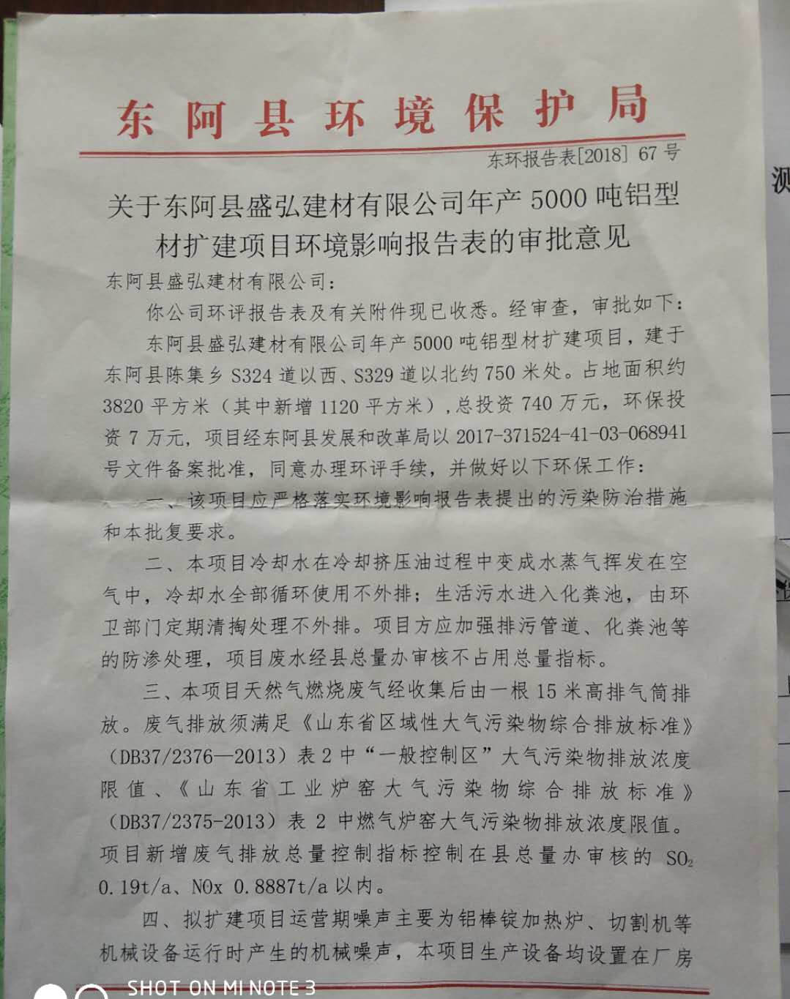 东阿县环境保护局
东环报告表[2018] 67 号
关于东阿县盛弘建材有限公司年产 5000 吨铝型
材扩建项目环境影响报告表的审批意见
东阿县盛弘建材有限公司：
你公司环评报告表及有关附件现已收悉。经审查，审批如下：
东阿县盛弘建材有限公司年产 5000 吨铝型材扩建项目，建于
东阿县陈集乡 S324 道以西、S329 道以北约 750 米处。占地面积约
3820 平方米（其中新增 1120 平方米）,总投资 740 万元，环保投
资 7 万元，项目经东阿县发展和改革局以 2017-371524-41-03-068941
号文件备案批准，同意办理环评手续，并做好以下环保工作：
一、该项目应严格落实环境影响报告表提出的污染防治措施
和本批复要求。
二、本项目冷却水在冷却挤压油过程中变成水蒸气挥发在空
气中，冷却水全部循环使用不外排；生活污水进入化粪池，由环
卫部门定期清掏处理不外排。项目方应加强排污管道、化粪池等
的防渗处理，项目废水经县总量办审核不占用总量指标。
三、本项目天然气燃烧废气经收集后由一根 15 米高排气筒排
放。废气排放须满足《山东省区域性大气污染物综合排放标准》
（DB37/2376—2013）表 2 中“一般控制区”大气污染物排放浓度
限值、《山东省工业炉窑大气污染物综合排放标准》
（DB37/2375-2013）表 2 中燃气炉窑大气污染物排放浓度限值。
项目新增废气排放总量控制指标控制在县总量办审核的 SO₂
0.19t/a、NOx 0.8887t/a 以内。
四、拟扩建项目运营期噪声主要为铝棒锭加热炉、切割机等
机械设备运行时产生的机械噪声，本项目生产设备均设置在厂房
SHOT ON MI NOTE 3
测